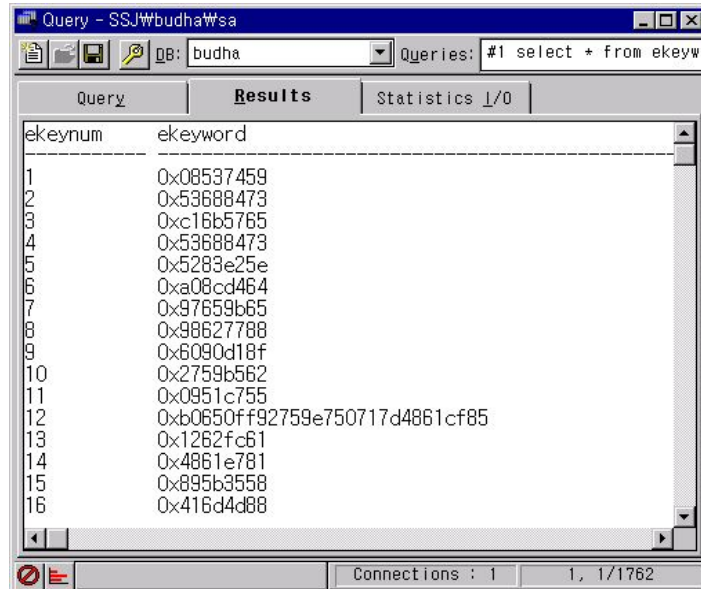 Query - SSJ₩budha₩sa
DB: budha Queries: #1 select * from ekeyw
Query Results Statistics I/O
ekeynum ekeyword
----------- -----------------------------------------------------
1 0x08537459
2 0x53688473
3 0xc16b5765
4 0x53688473
5 0x5283e25e
6 0xa08cd464
7 0x97659b65
8 0x98627788
9 0x6090d18f
10 0x2759b562
11 0x0951c755
12 0xb0650ff92759e750717d4861cf85
13 0x1262fc61
14 0x4861e781
15 0x895b3558
16 0x416d4d88
Connections : 1 1, 1/1762